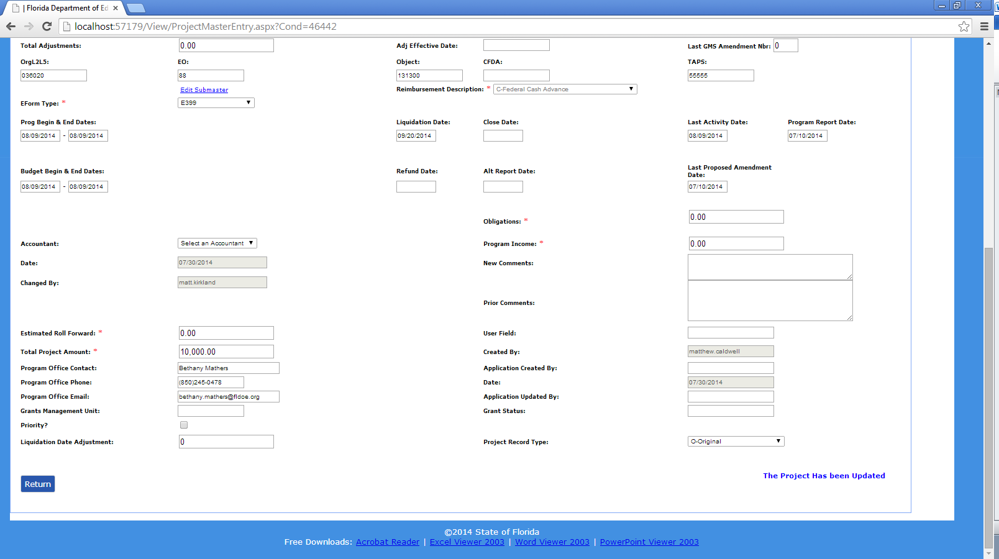 | Florida Department of Ed
localhost:57179/View/ProjectMasterEntry.aspx?Cond=46442
Total Adjustments: 0.00 Adj Effective Date: Last GMS Amendment Nbr: 0
OrgL2L5: EO: Object: CFDA: TAPS:
036020 88 131300 55555
Edit Submaster Reimbursement Description: * C-Federal Cash Advance
EForm Type: * E399
Prog Begin & End Dates: Liquidation Date: Close Date: Last Activity Date: Program Report Date:
08/09/2014 - 08/09/2014 09/20/2014 08/09/2014 07/10/2014
Budget Begin & End Dates: Refund Date: Alt Report Date: Last Proposed Amendment
Date:
08/09/2014 - 08/09/2014 07/10/2014
Obligations: * 0.00
Accountant: Select an Accountant Program Income: * 0.00
Date: 07/30/2014 New Comments:
Changed By: matt.kirkland
Prior Comments:
Estimated Roll Forward: * 0.00 User Field:
Total Project Amount: * 10,000.00 Created By: matthew.caldwell
Program Office Contact: Bethany Mathers Application Created By:
Program Office Phone: (850)245-0478 Date: 07/30/2014
Program Office Email: bethany.mathers@fldoe.org Application Updated By:
Grants Management Unit: Grant Status:
Priority?
Liquidation Date Adjustment: 0 Project Record Type: O-Original
The Project Has been Updated
Return
©2014 State of Florida
Free Downloads: Acrobat Reader | Excel Viewer 2003 | Word Viewer 2003 | PowerPoint Viewer 2003